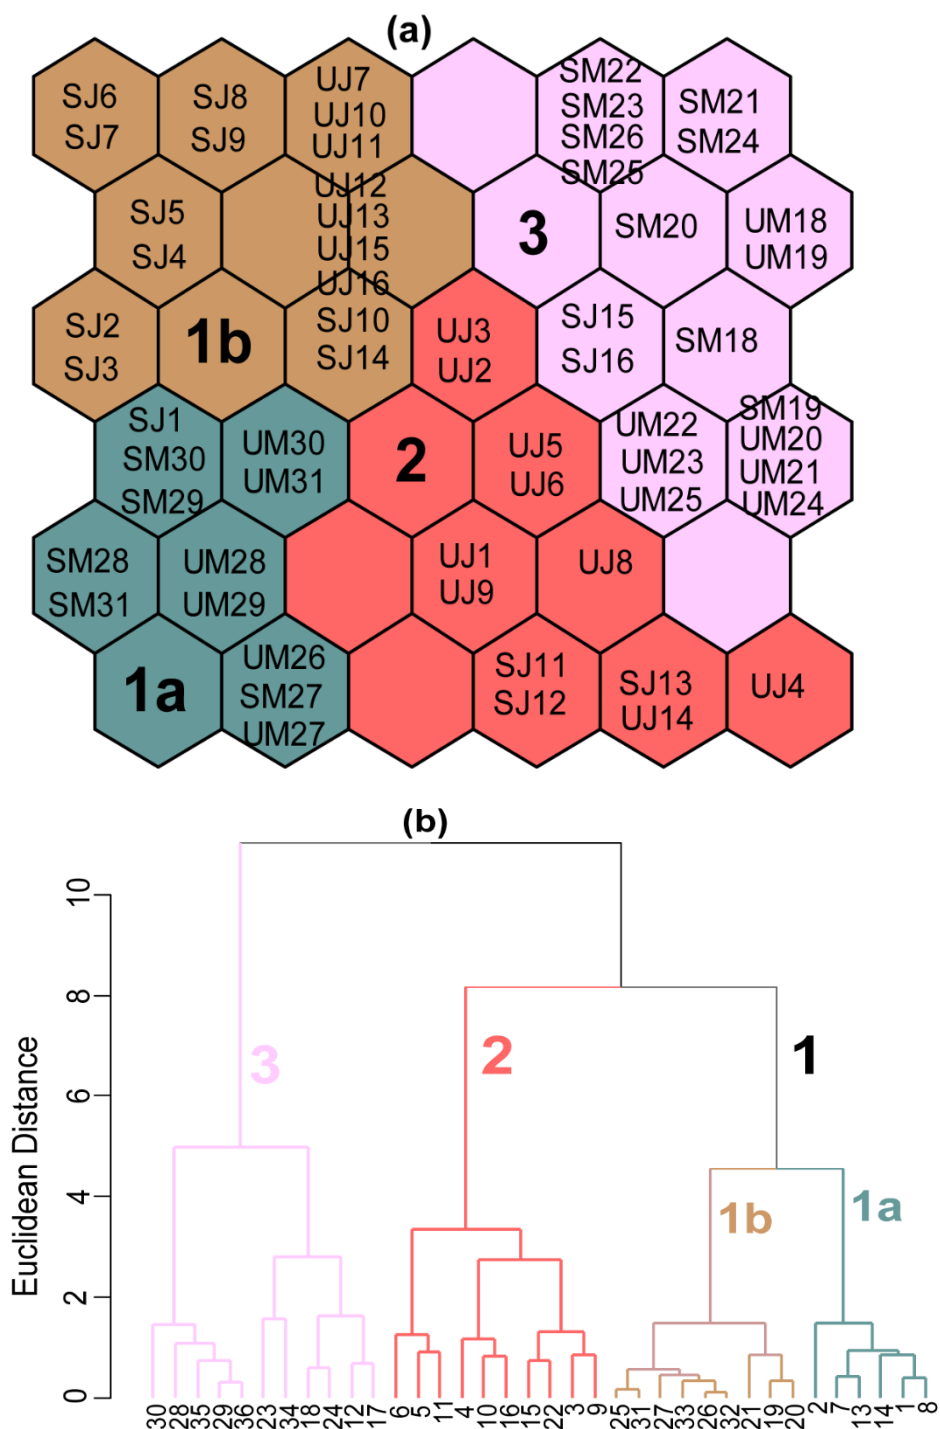 (a)
SJ6
SJ7
SJ8
SJ9
UJ7
UJ10
UJ11
UJ12
UJ13
UJ15
UJ16
SM22
SM23
SM26
SM25
SM21
SM24
SJ5
SJ4
3
SM20
UM18
UM19
SJ2
SJ3
1b
SJ10
SJ14
UJ3
UJ2
SJ15
SJ16
SM18
SJ1
SM30
SM29
UM30
UM31
2
UJ5
UJ6
UM22
UM23
UM25
SM19
UM20
UM21
UM24
SM28
SM31
UM28
UM29
UJ1
UJ9
UJ8
1a
UM26
SM27
UM27
SJ11
SJ12
SJ13
UJ14
UJ4
(b)
Euclidean Distance
10
8
6
4
2
0
3
2
1
1b
1a
30 28 35 29 36 23 34 18 24 12 17 6 5 11 4 10 16 15 22 3 9 25 31 27 33 26 32 21 19 20 2 7 13 14 1 8